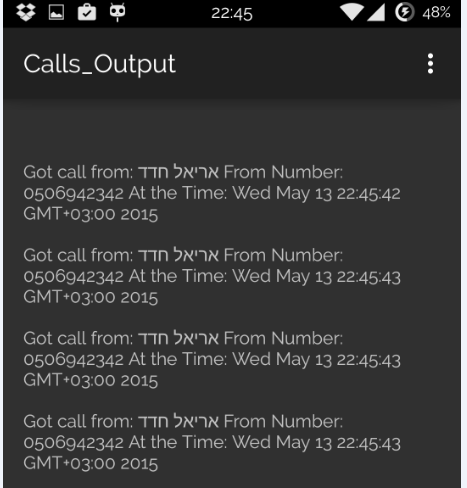 22:45
48%
Calls_Output
Got call from: אריאל חדד From Number:
0506942342 At the Time: Wed May 13 22:45:42
GMT+03:00 2015
Got call from: אריאל חדד From Number:
0506942342 At the Time: Wed May 13 22:45:43
GMT+03:00 2015
Got call from: אריאל חדד From Number:
0506942342 At the Time: Wed May 13 22:45:43
GMT+03:00 2015
Got call from: אריאל חדד From Number:
0506942342 At the Time: Wed May 13 22:45:43
GMT+03:00 2015